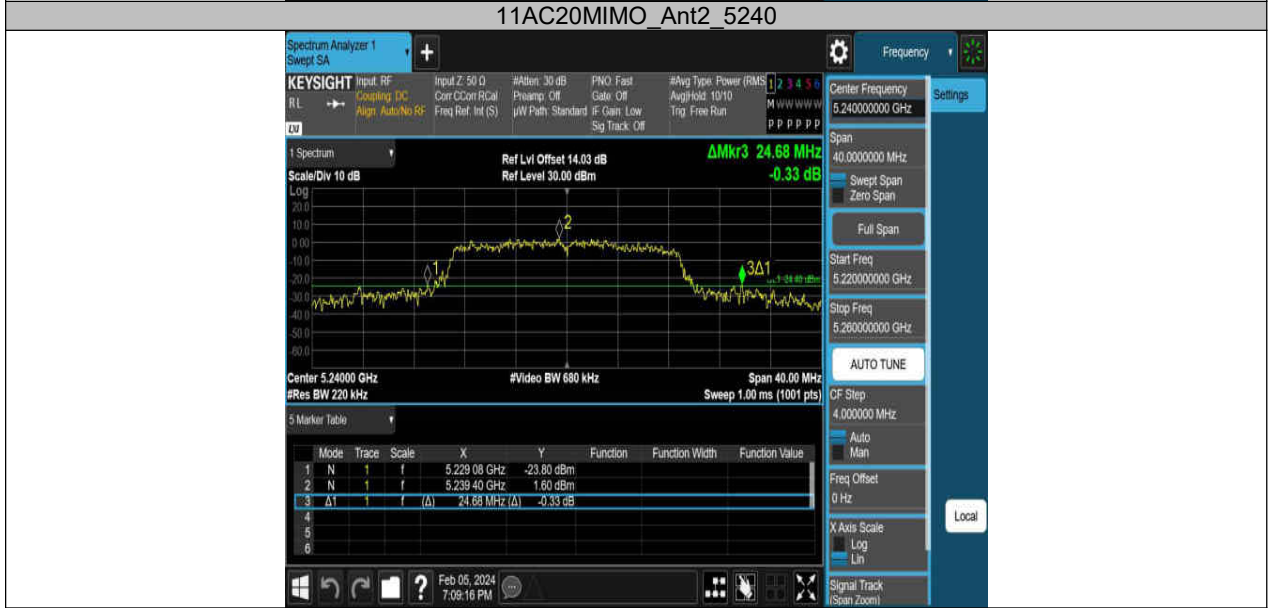 11AC20MIMO_Ant2_5240
Spectrum Analyzer 1
Swept SA
+
Frequency
KEYSIGHT
RL
Input: RF
Coupling: DC
Align: Auto/No RF
Input Z: 50 Ω
Corr CCorr RCal
Freq Ref: Int (S)
#Atten: 30 dB
Preamp: Off
µW Path: Standard
PNO: Fast
Gate: Off
IF Gain: Low
Sig Track: Off
#Avg Type: Power (RMS
Avg|Hold: 10/10
Trig: Free Run
1 2 3 4 5 6
M W W W W W
P P P P P P
LXI
1 Spectrum
Scale/Div 10 dB
Ref Lvl Offset 14.03 dB
Ref Level 30.00 dBm
ΔMkr3 24.68 MHz
-0.33 dB
Log
20.0
10.0
0.00
-10.0
-20.0
-30.0
-40.0
-50.0
-60.0
1
2
3Δ1
DL1 -24.40 dBm
Center 5.24000 GHz
#Res BW 220 kHz
#Video BW 680 kHz
Span 40.00 MHz
Sweep 1.00 ms (1001 pts)
5 Marker Table
Mode Trace Scale X Y Function Function Width Function Value
1 N 1 f 5.229 08 GHz -23.80 dBm
2 N 1 f 5.239 40 GHz 1.60 dBm
3 Δ1 1 f (Δ) 24.68 MHz (Δ) -0.33 dB
4
5
6
?
Feb 05, 2024
7:09:16 PM
Center Frequency
5.240000000 GHz
Settings
Span
40.0000000 MHz
Swept Span
Zero Span
Full Span
Start Freq
5.220000000 GHz
Stop Freq
5.260000000 GHz
AUTO TUNE
CF Step
4.000000 MHz
Auto
Man
Freq Offset
0 Hz
X Axis Scale
Log
Lin
Local
Signal Track
(Span Zoom)